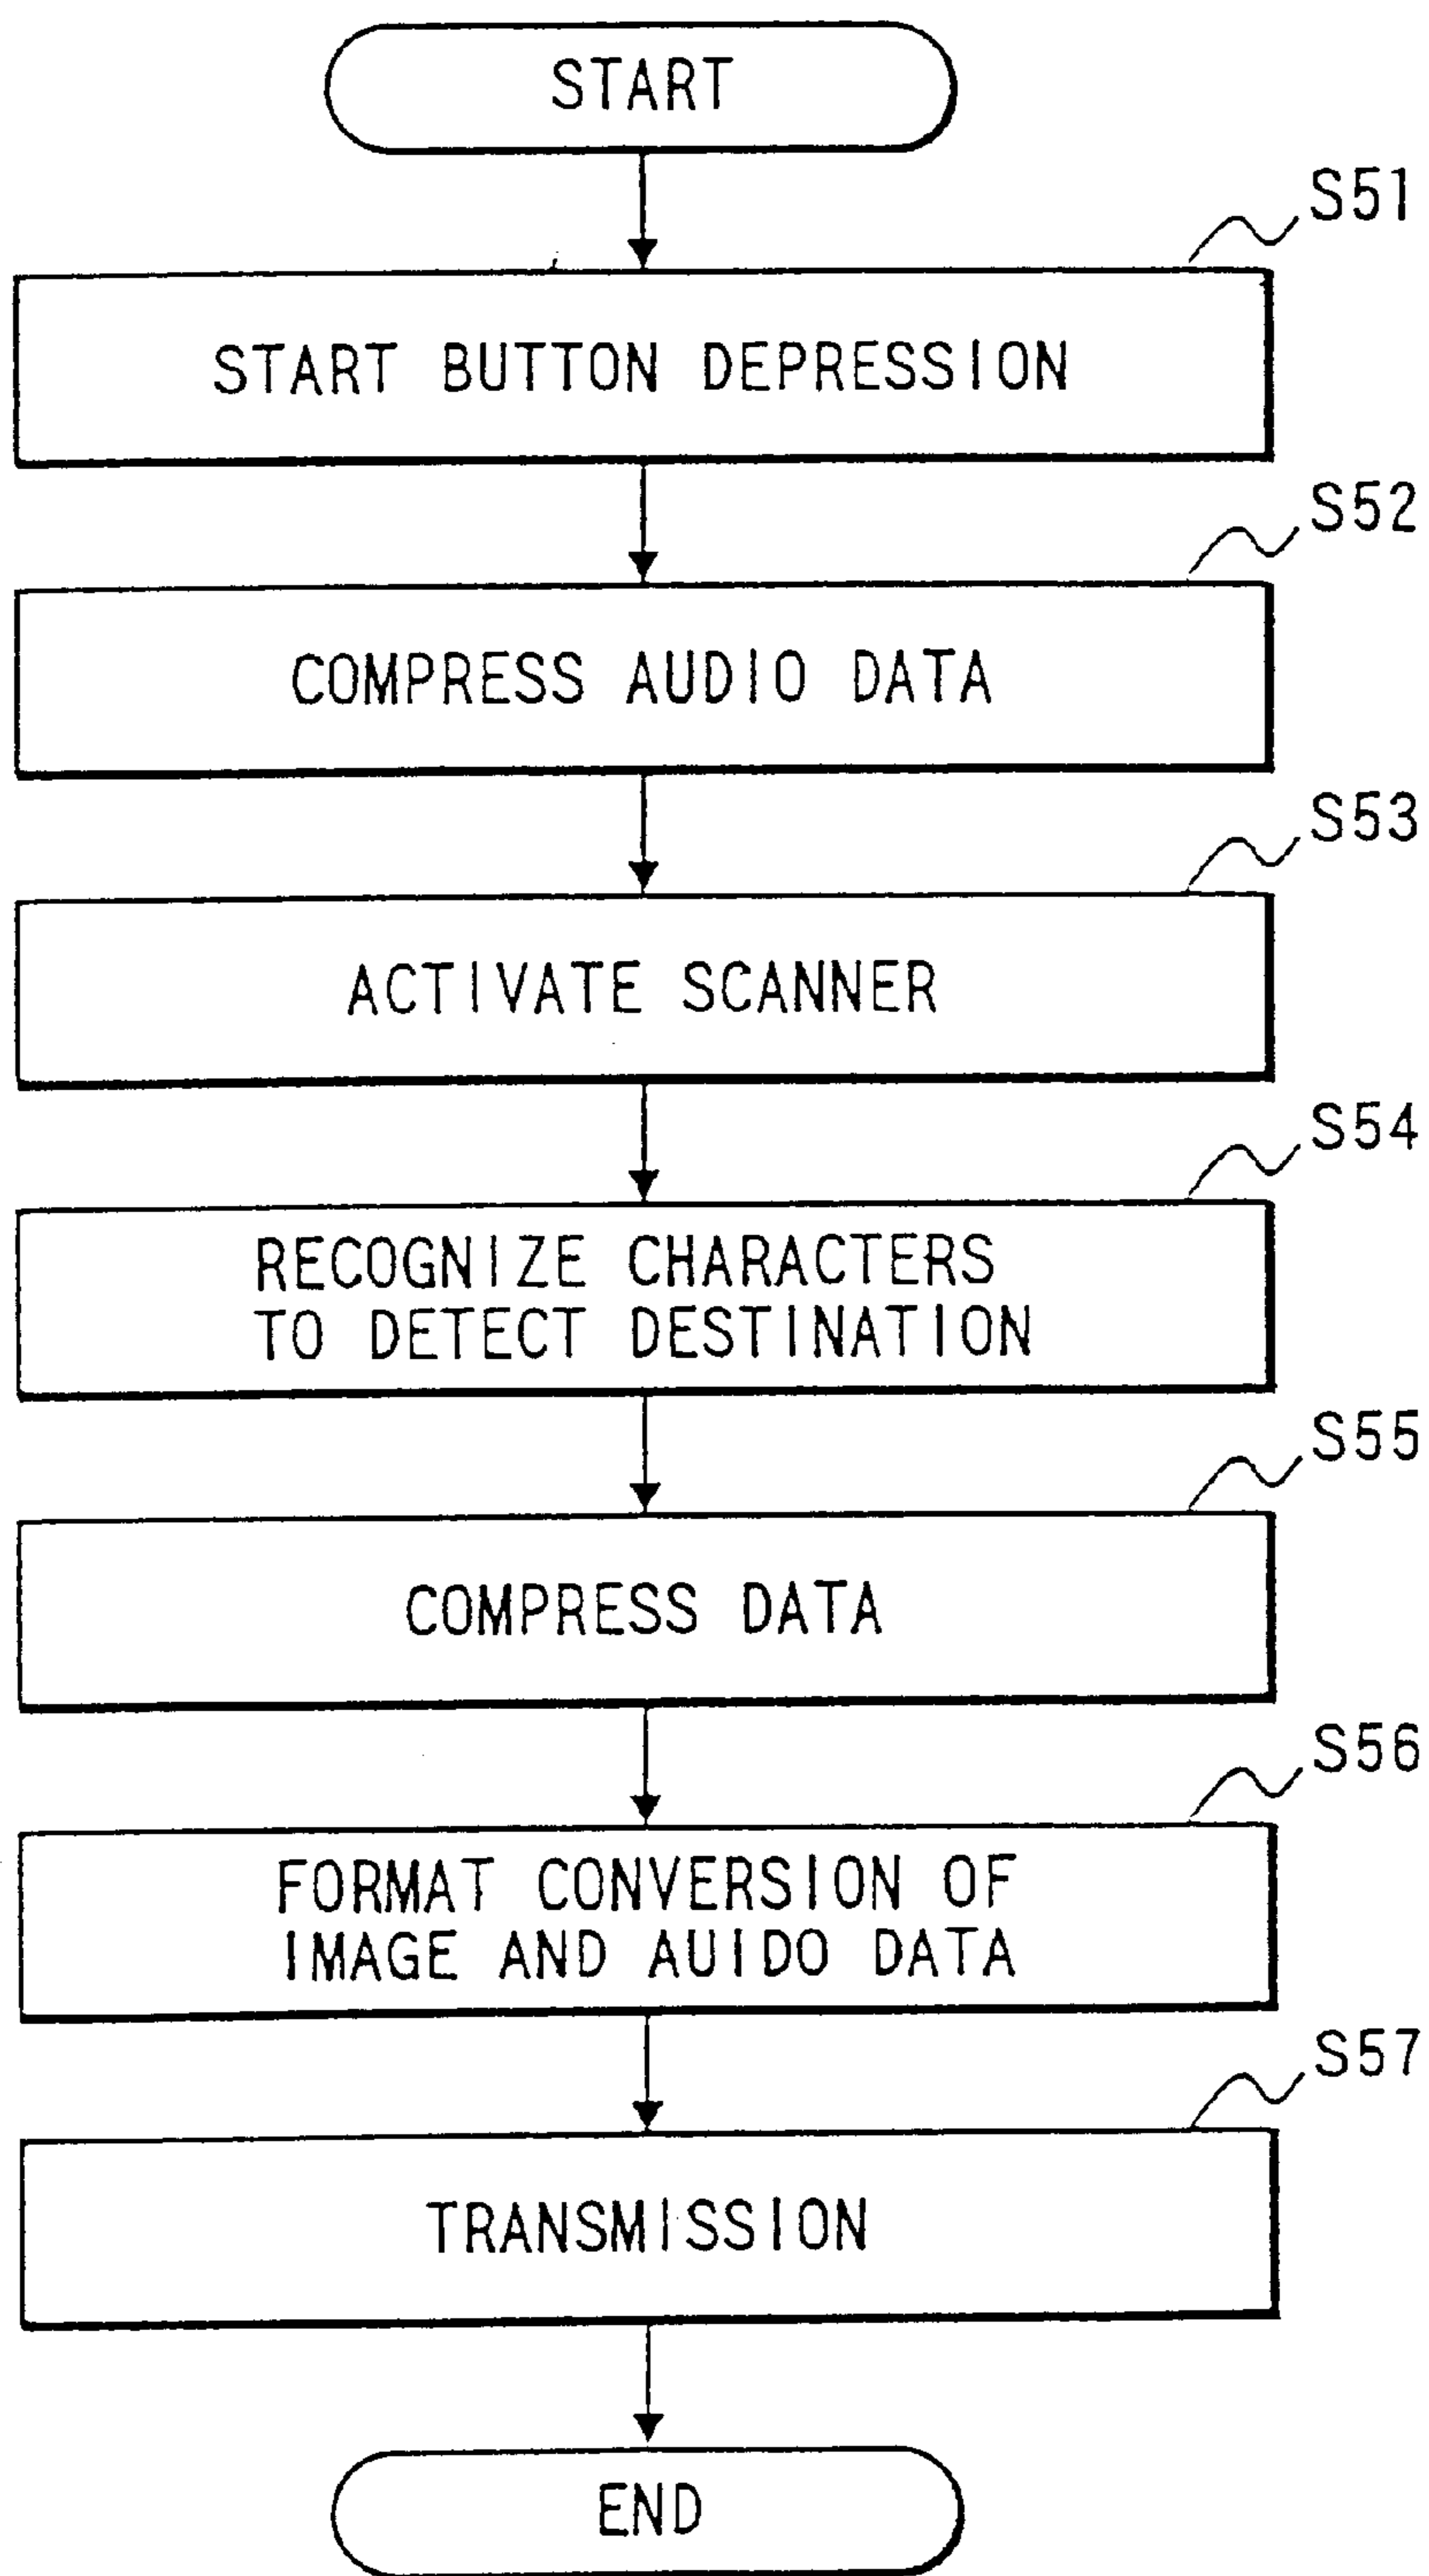 START
S51
START BUTTON DEPRESSION
S52
COMPRESS AUDIO DATA
S53
ACTIVATE SCANNER
S54
RECOGNIZE CHARACTERS
TO DETECT DESTINATION
S55
COMPRESS DATA
S56
FORMAT CONVERSION OF
IMAGE AND AUIDO DATA
S57
TRANSMISSION
END